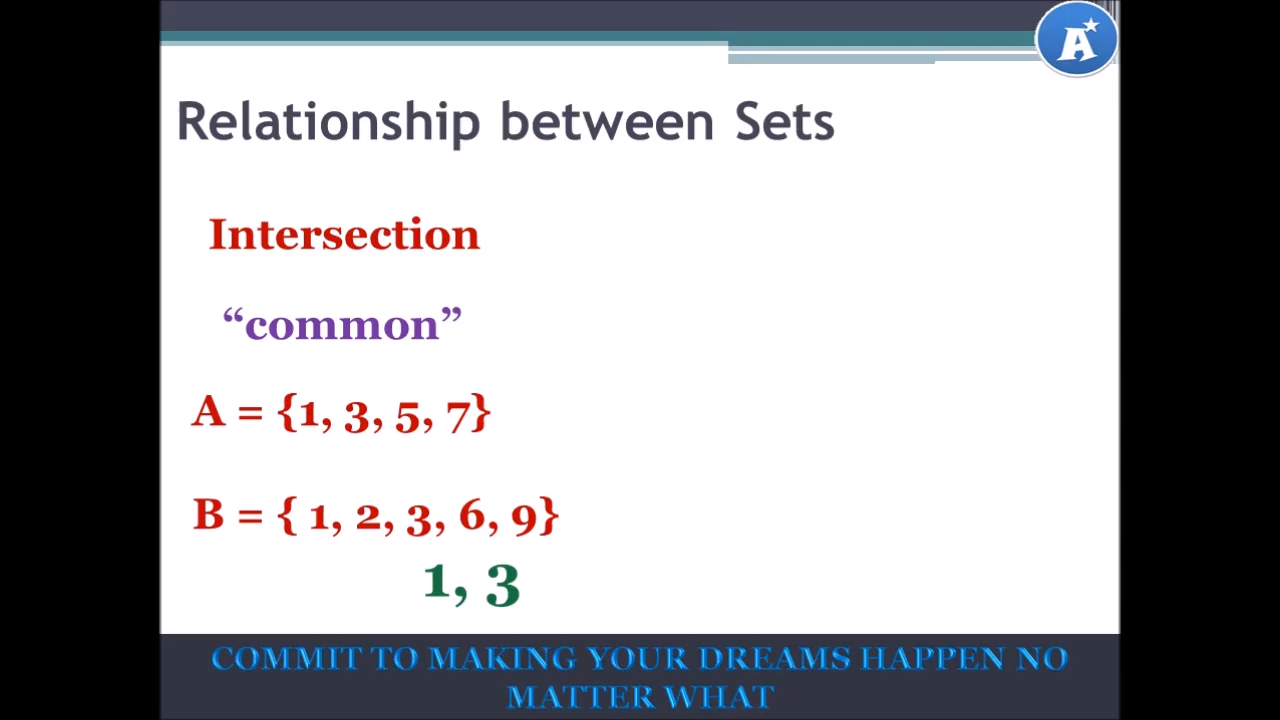 A
Relationship between Sets
Intersection
“common”
A = {1, 3, 5, 7}
B = { 1, 2, 3, 6, 9}
1, 3
COMMIT TO MAKING YOUR DREAMS HAPPEN NO
MATTER WHAT